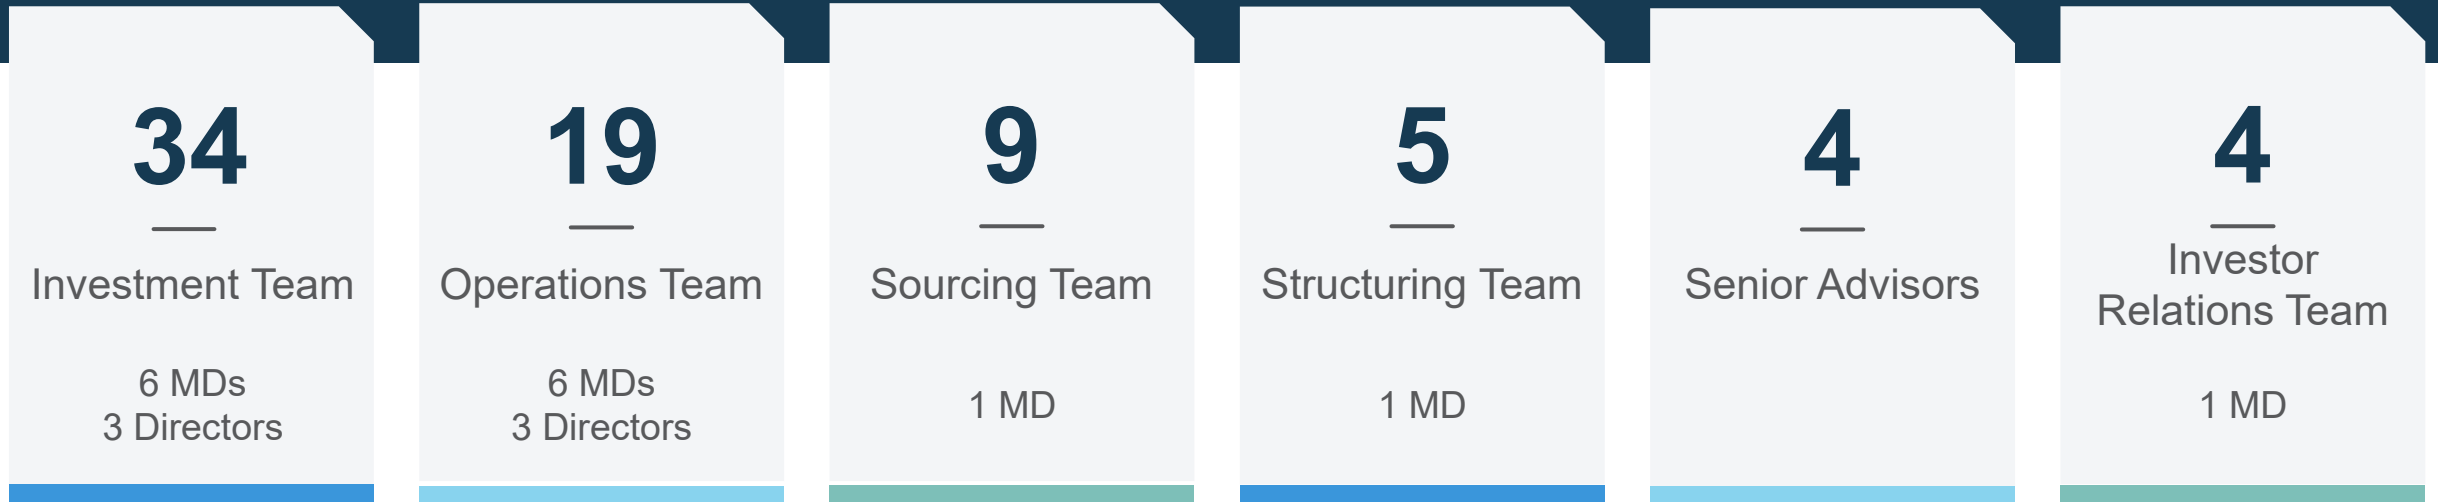 34
Investment Team
6 MDs
3 Directors
19
Operations Team
6 MDs
3 Directors
9
Sourcing Team
1 MD
5
Structuring Team
1 MD
4
Senior Advisors
4
Investor
Relations Team
1 MD